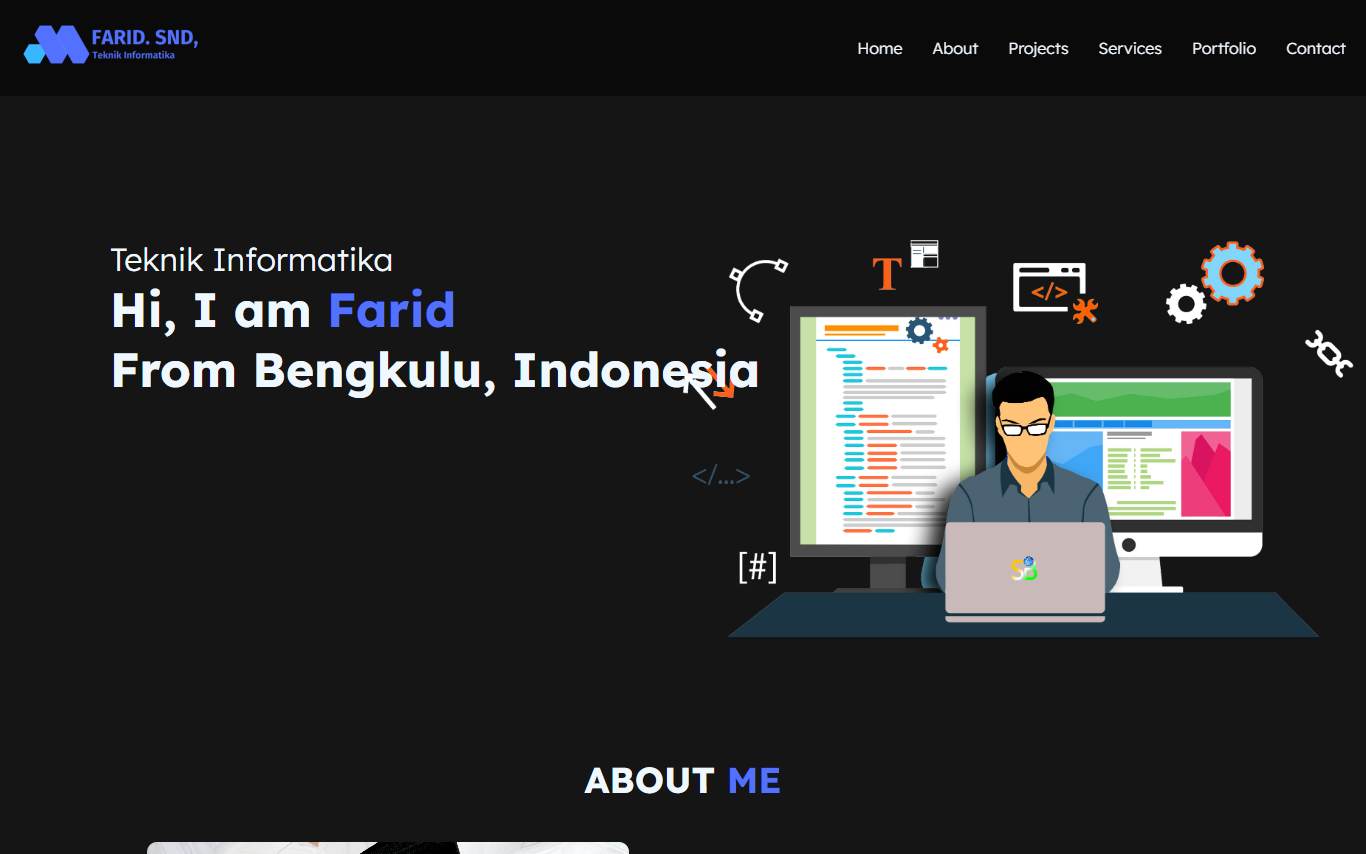 FARID. SND,
Teknik Informatika
Home About Projects Services Portfolio Contact
Teknik Informatika
Hi, I am Farid
From Bengkulu, Indonesia
T
</>
</...>
[#]
SB
ABOUT ME